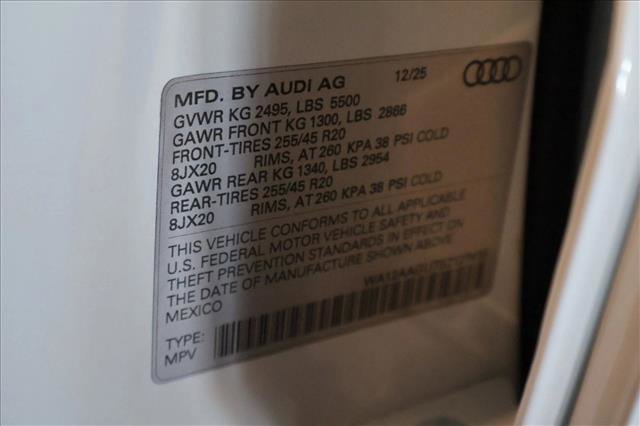 MFD. BY AUDI AG 12/25
GVWR KG 2495, LBS 5500
GAWR FRONT KG 1300, LBS 2866
FRONT-TIRES 255/45 R20
8JX20 RIMS, AT 260 KPA 38 PSI COLD
GAWR REAR KG 1340, LBS 2954
REAR-TIRES 255/45 R20
8JX20 RIMS, AT 260 KPA 38 PSI COLD
THIS VEHICLE CONFORMS TO ALL APPLICABLE
U.S. FEDERAL MOTOR VEHICLE SAFETY AND
THEFT PREVENTION STANDARDS IN EFFECT ON
THE DATE OF MANUFACTURE SHOWN ABOVE
MEXICO
TYPE:
MPV